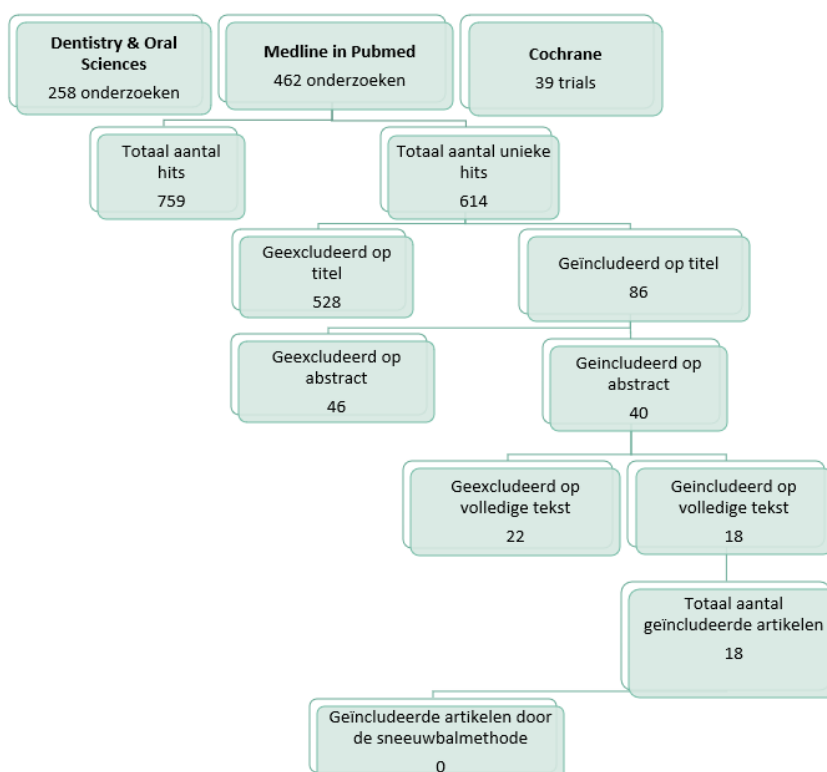 Dentistry & Oral
Sciences
258 onderzoeken
Medline in Pubmed
462 onderzoeken
Cochrane
39 trials
Totaal aantal
hits
759
Totaal aantal unieke
hits
614
Geexcludeerd op
titel
528
Geïncludeerd op titel
86
Geexcludeerd op
abstract
46
Geincludeerd op
abstract
40
Geexcludeerd op
volledige tekst
22
Geincludeerd op
volledige tekst
18
Totaal aantal
geïncludeerde artikelen
18
Geïncludeerde artikelen door
de sneeuwbalmethode
0